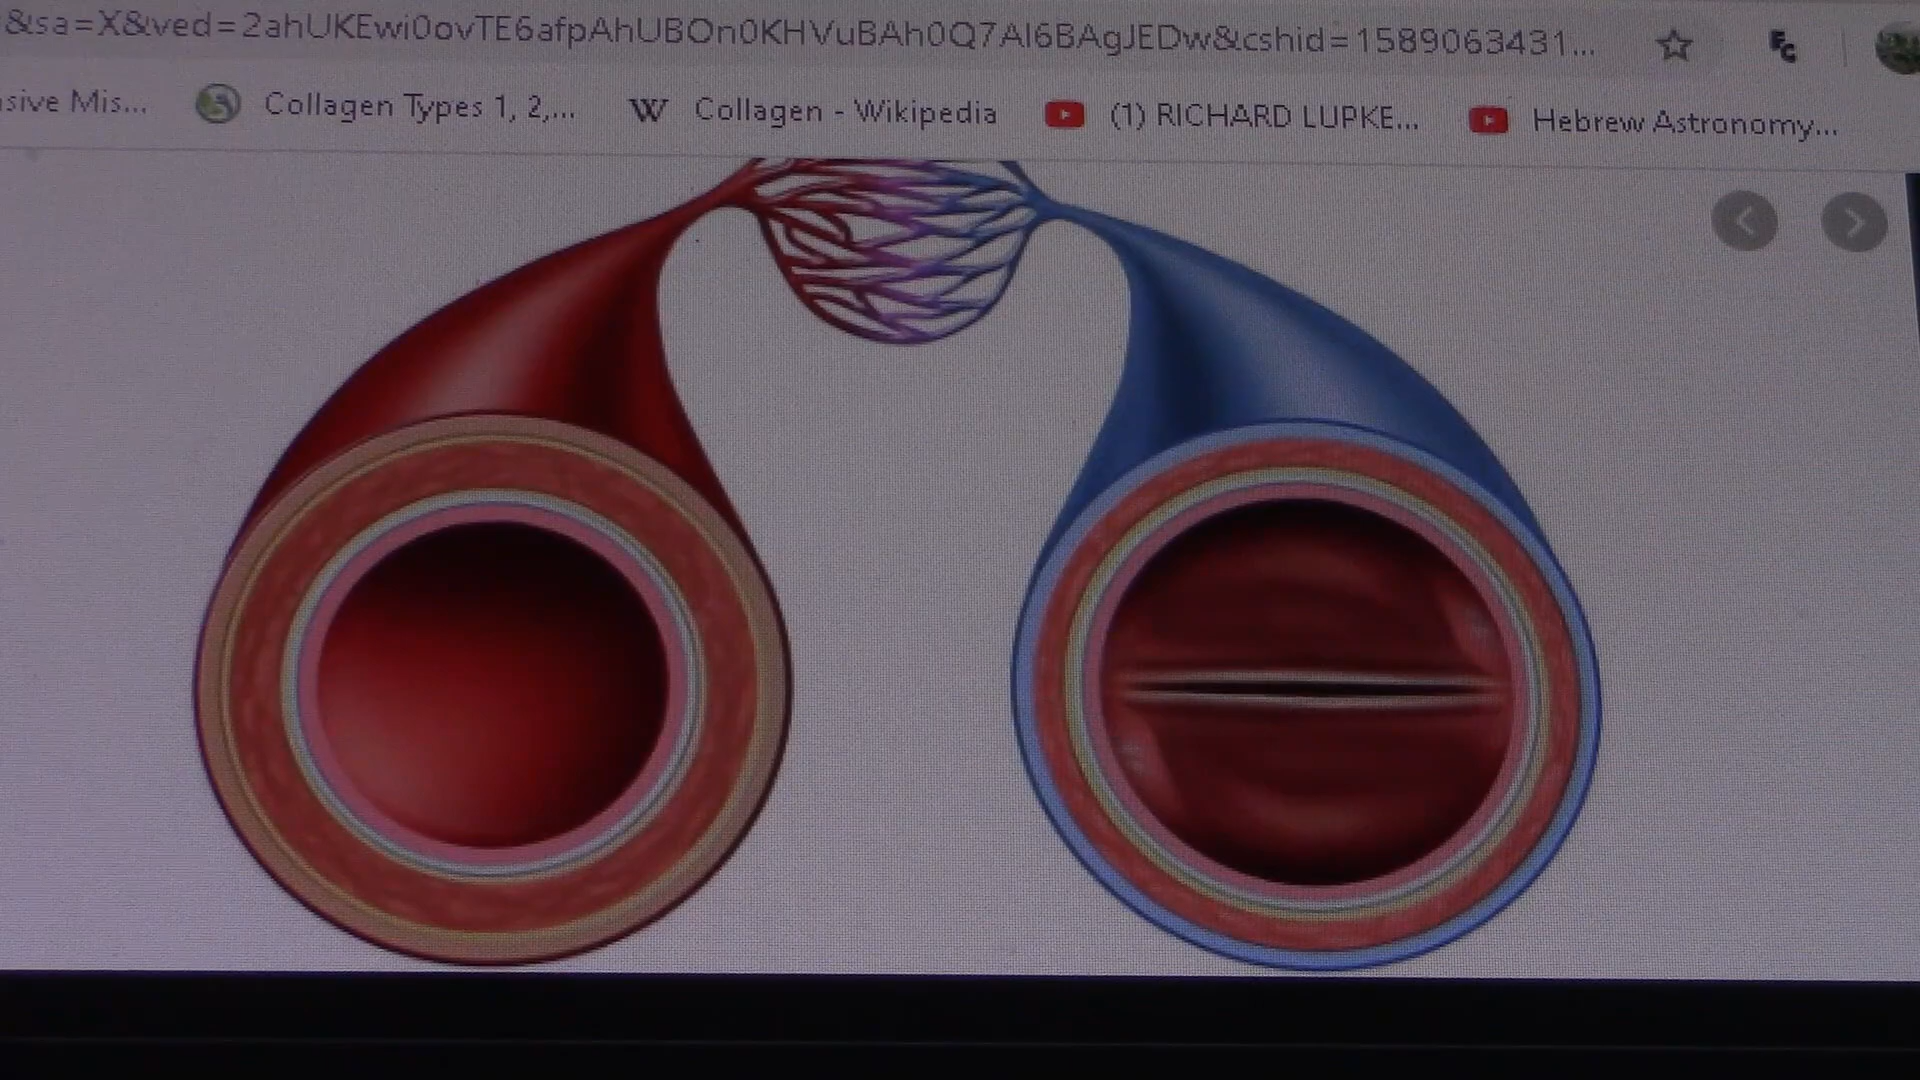 &sa=X&ved=2ahUKEwi0ovTE6afpAhUBOn0KHVuBAh0Q7Al6BAgJEDw&cshid=1589063431...
sive Mis... Collagen Types 1, 2,... W Collagen - Wikipedia (1) RICHARD LUPKE... Hebrew Astronomy...